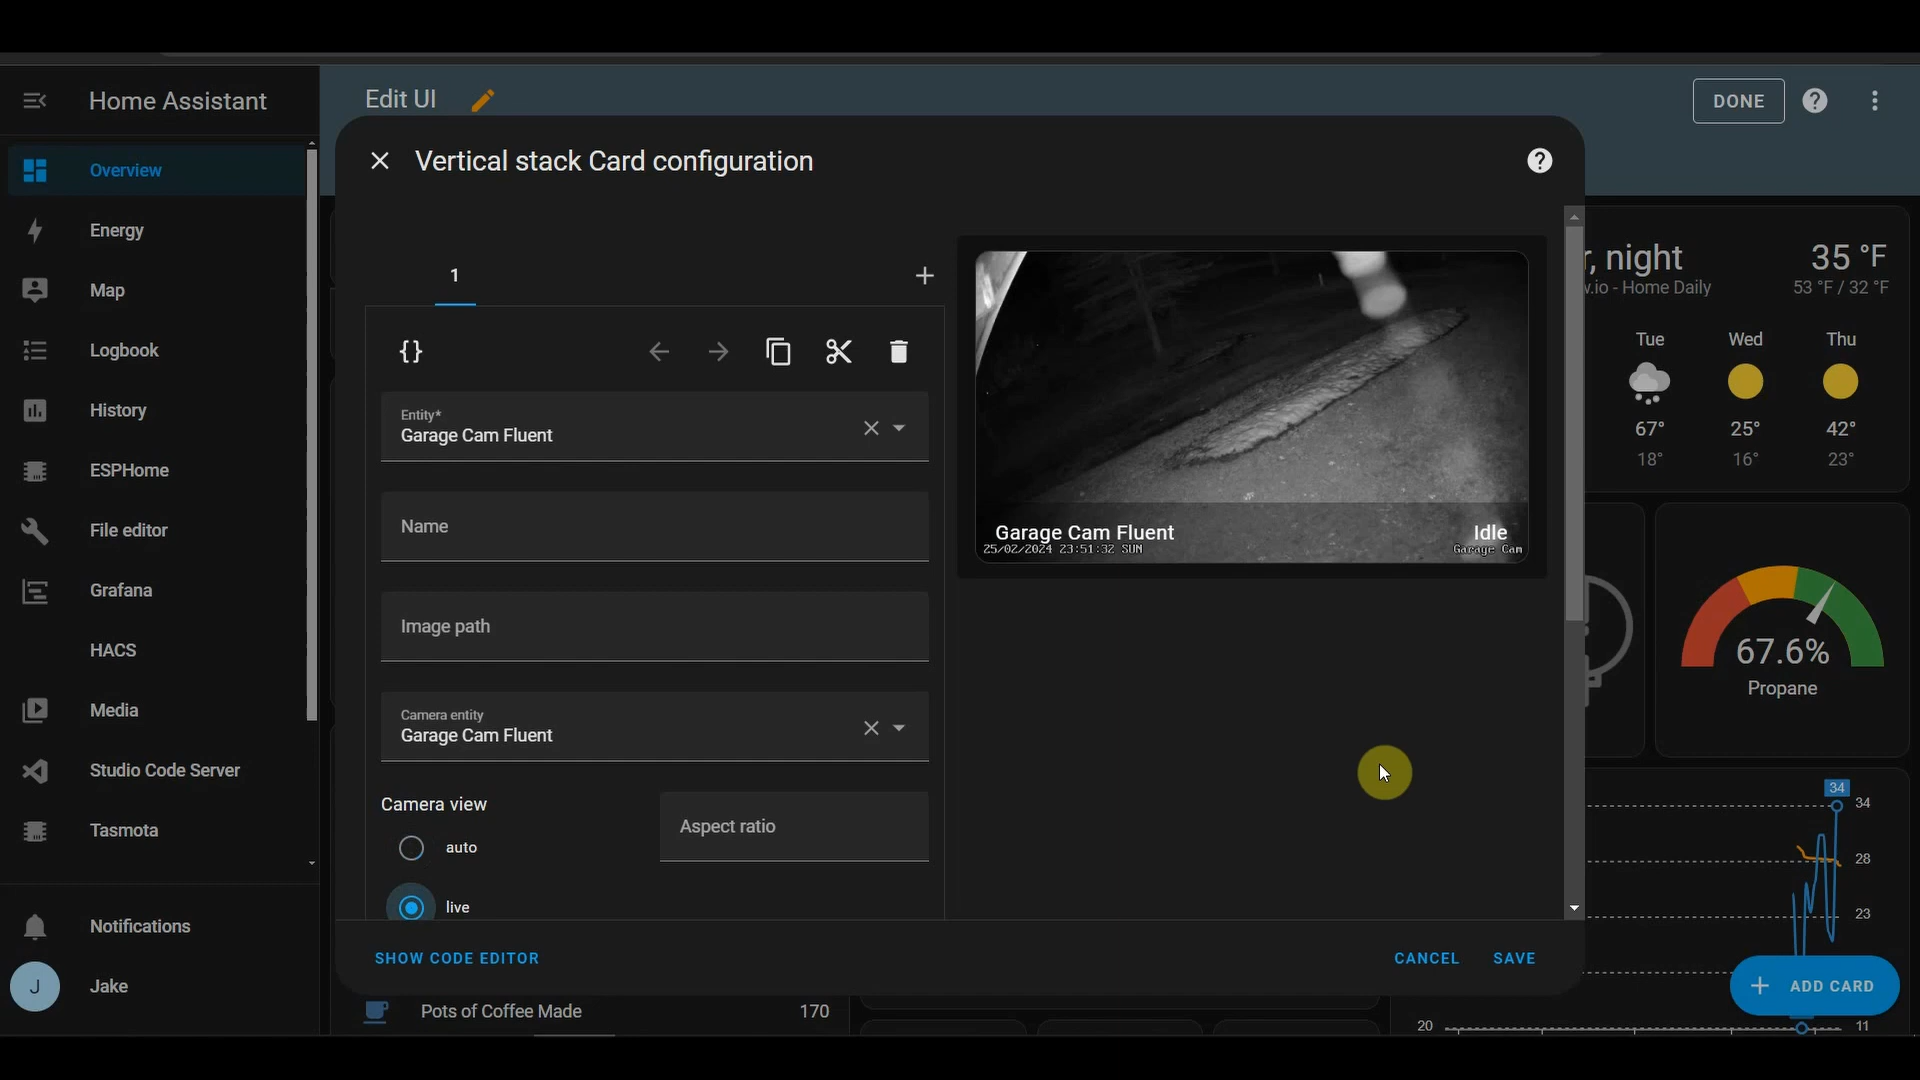 Home Assistant
Edit UI
DONE
Vertical stack Card configuration
Overview
Energy
Map
Logbook
History
ESPHome
File editor
Grafana
HACS
Media
Studio Code Server
Tasmota
Notifications
J
Jake
1
{}
Entity*
Garage Cam Fluent
Name
Image path
Camera entity
Garage Cam Fluent
Camera view
auto
live
Aspect ratio
Garage Cam Fluent
Idle
25/02/2024 23:51:32 SUN
Garage Cam
SHOW CODE EDITOR
CANCEL
SAVE
, night
35 °F
w.io - Home Daily
53 °F / 32 °F
Tue
Wed
Thu
67°
25°
42°
18°
16°
23°
67.6%
Propane
34
34
28
23
ADD CARD
Pots of Coffee Made
170
20
11